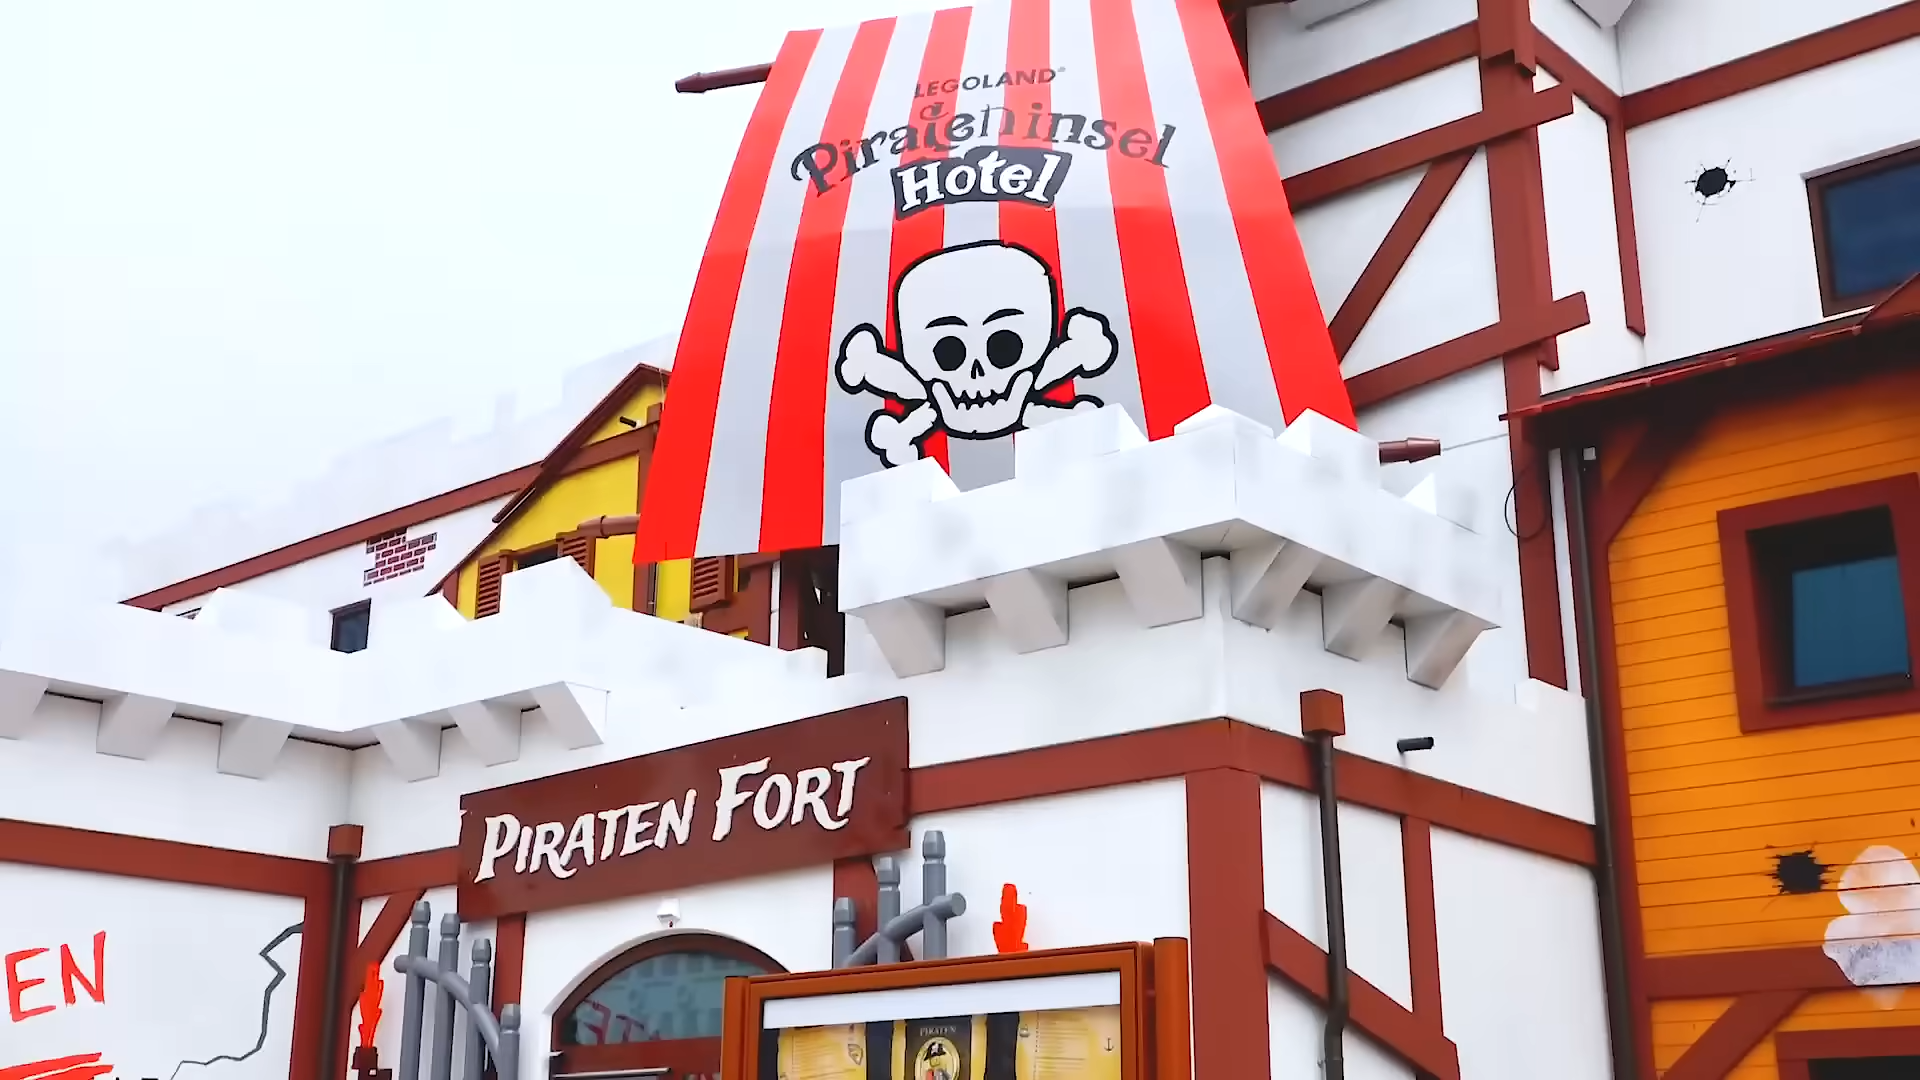 LEGOLAND®
Pirateninsel
Hotel
PIRATEN FORT
EN
PIRATEN